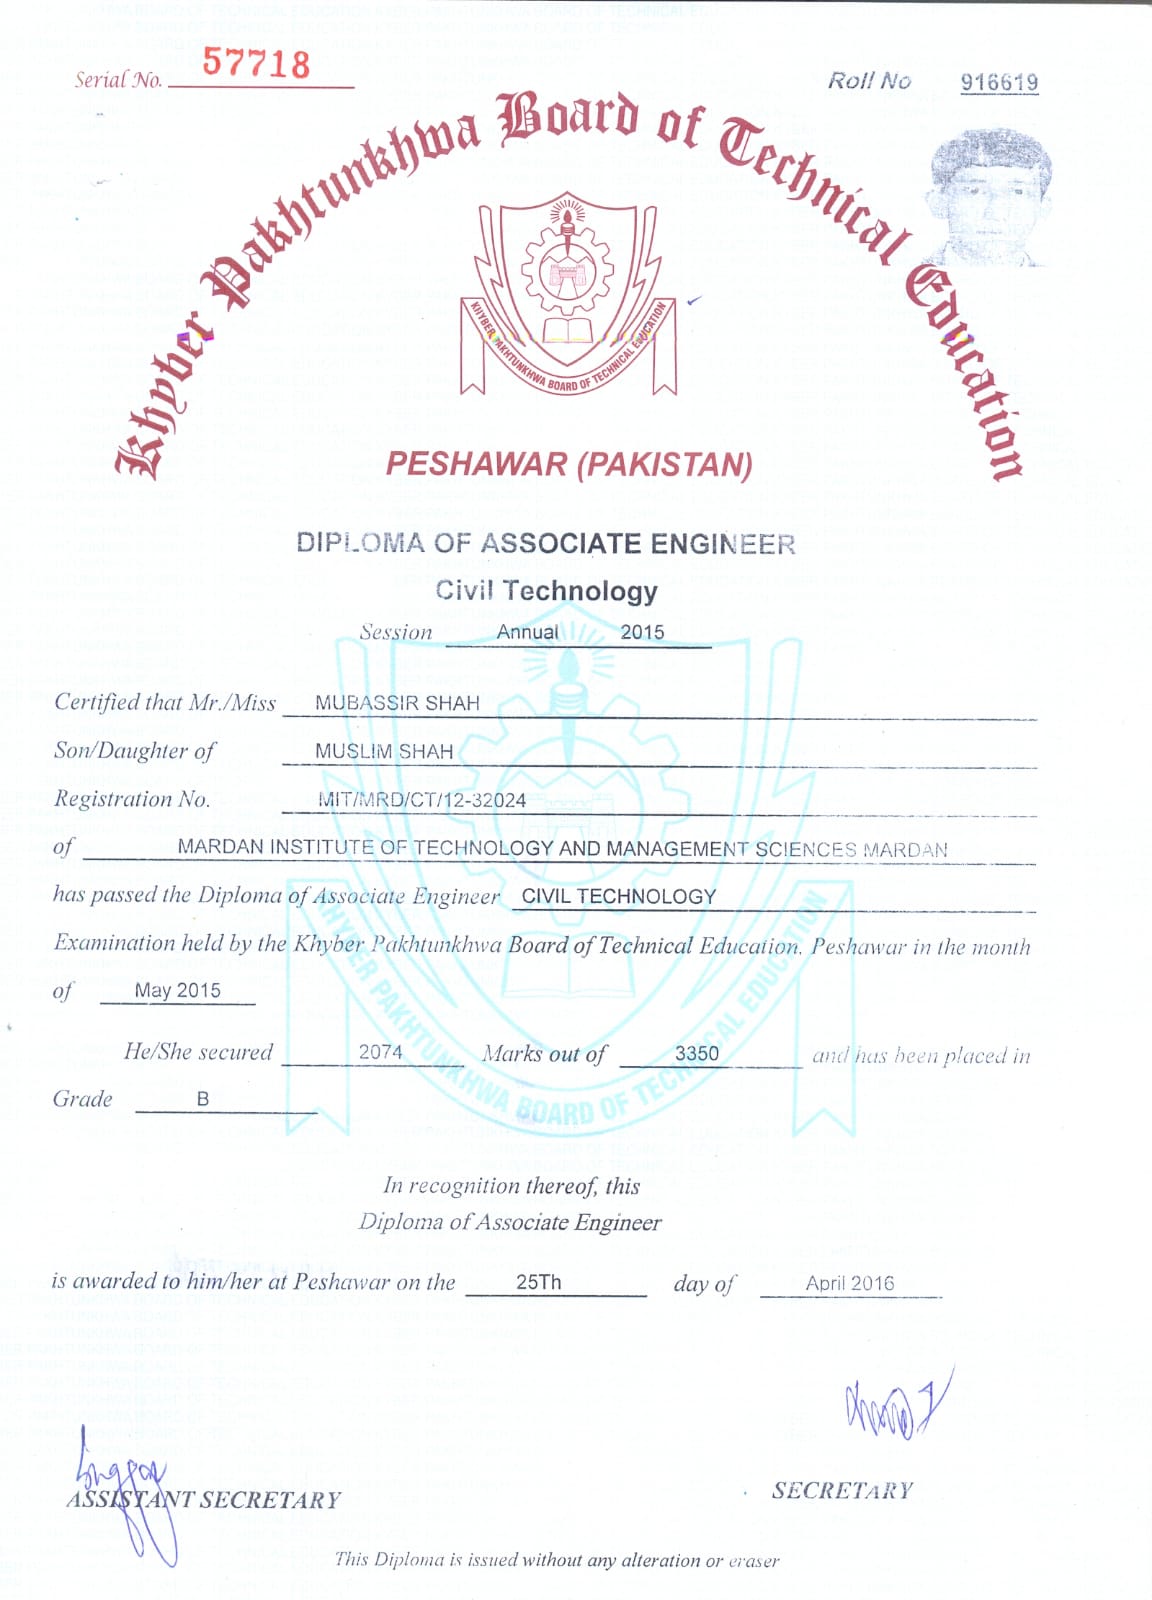 Serial No. 57718
Roll No 916619
Khyber Pakhtunkhwa Board of Technical Education
KHYBER PAKHTUNKHWA BOARD OF TECHNICAL EDUCATION
PESHAWAR (PAKISTAN)
DIPLOMA OF ASSOCIATE ENGINEER
Civil Technology
Session Annual 2015
Certified that Mr./Miss MUBASSIR SHAH
Son/Daughter of MUSLIM SHAH
Registration No. MIT/MRD/CT/12-32024
of MARDAN INSTITUTE OF TECHNOLOGY AND MANAGEMENT SCIENCES MARDAN
has passed the Diploma of Associate Engineer CIVIL TECHNOLOGY
Examination held by the Khyber Pakhtunkhwa Board of Technical Education, Peshawar in the month
of May 2015
He/She secured 2074 Marks out of 3350 and has been placed in
Grade B
KHYBER PAKHTUNKHWA BOARD OF TECHNICAL EDUCATION
In recognition thereof, this
Diploma of Associate Engineer
is awarded to him/her at Peshawar on the 25Th day of April 2016
ASSISTANT SECRETARY
SECRETARY
This Diploma is issued without any alteration or eraser